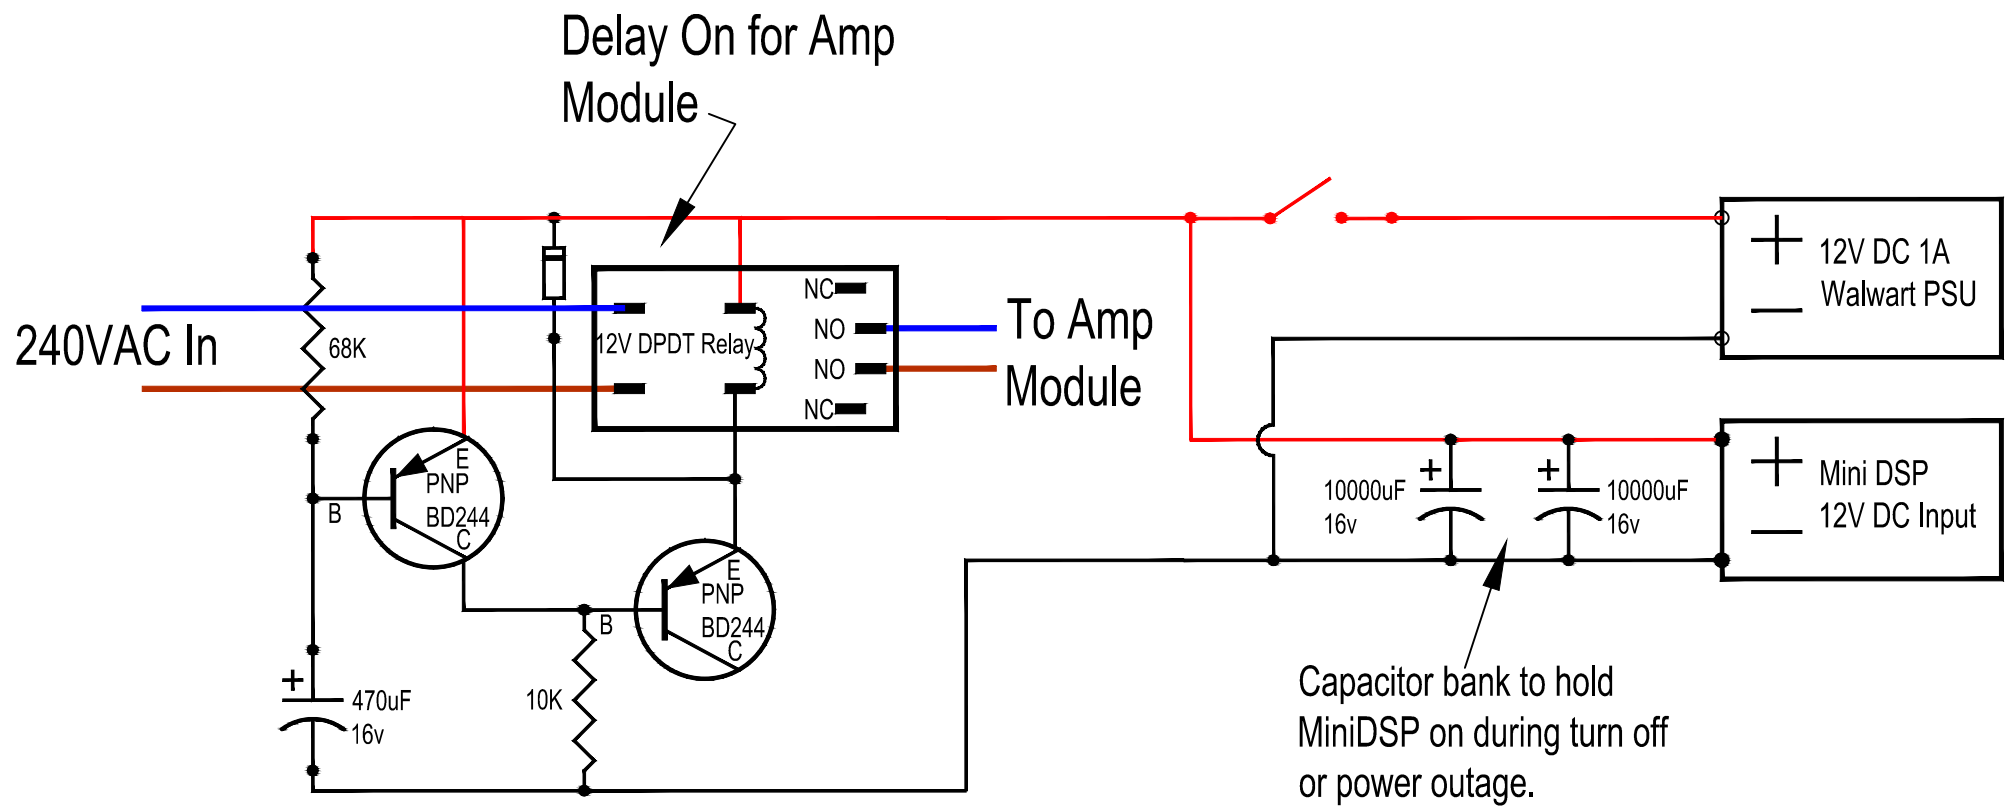 Delay On for Amp
Module
240VAC In
68K
12V DPDT Relay
NC
NO
NO
NC
To Amp
Module
12V DC 1A
Walwart PSU
E
PNP
BD244
C
B
E
PNP
BD244
C
B
10000uF
16v
10000uF
16v
Mini DSP
12V DC Input
470uF
16v
10K
Capacitor bank to hold
MiniDSP on during turn off
or power outage.